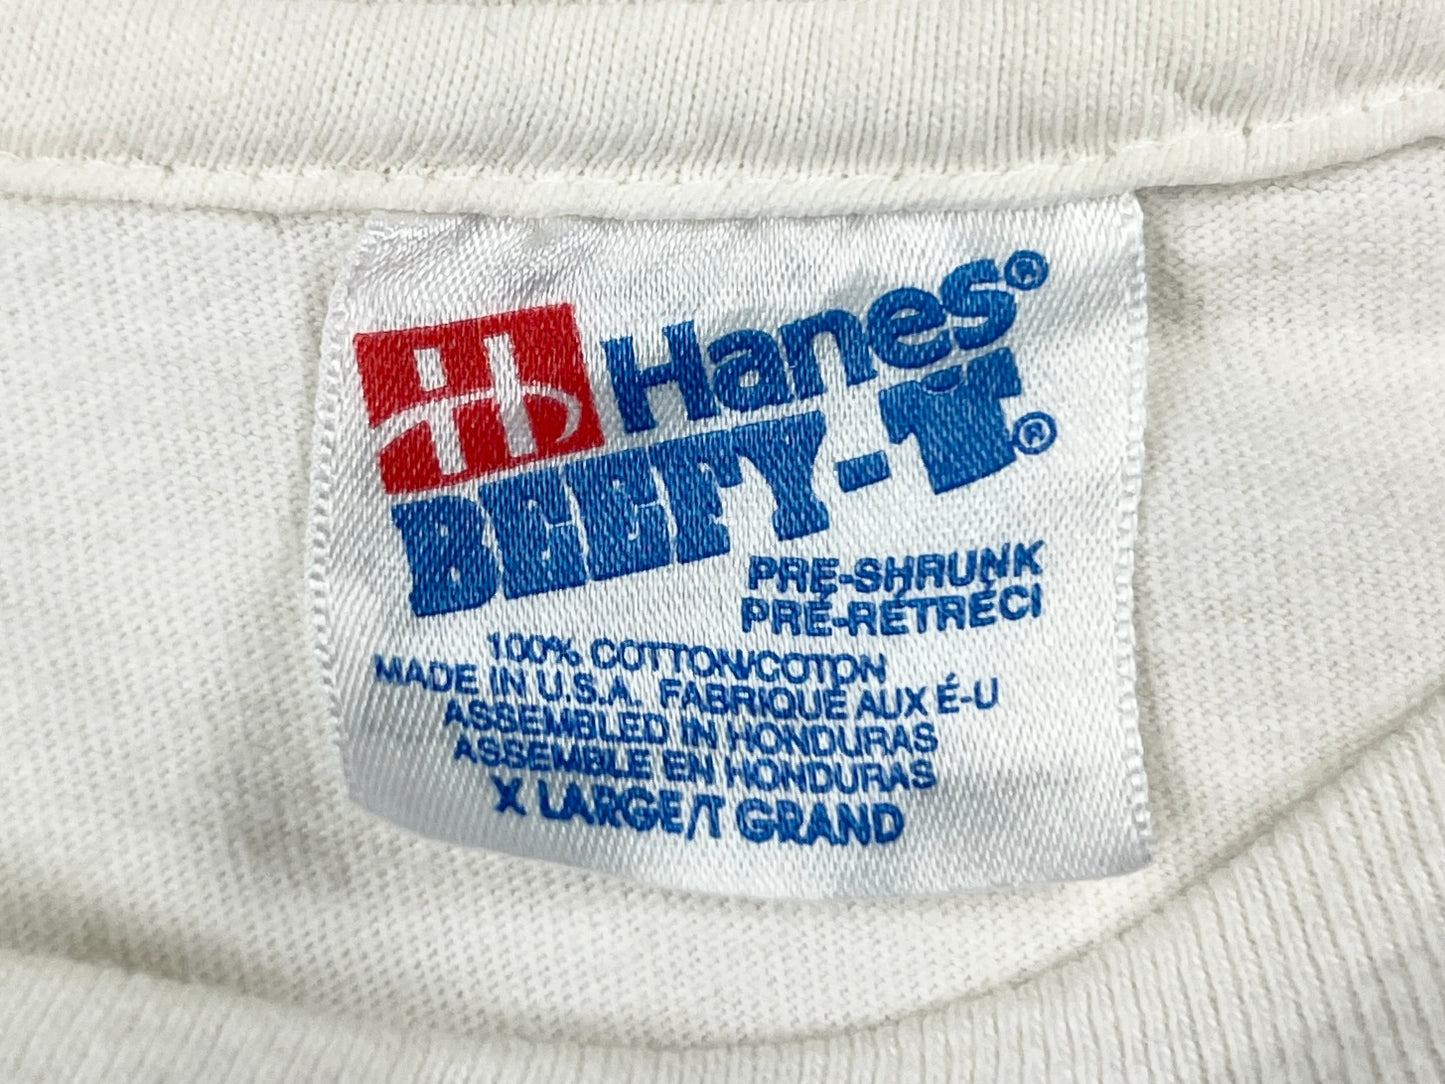 Hanes®
BEEFY-T®
PRE-SHRUNK
PRÉ-RÉTRÉCI
100% COTTON/COTON
MADE IN U.S.A. FABRIQUÉ AUX É-U
ASSEMBLED IN HONDURAS
ASSEMBLE EN HONDURAS
X LARGE/T GRAND